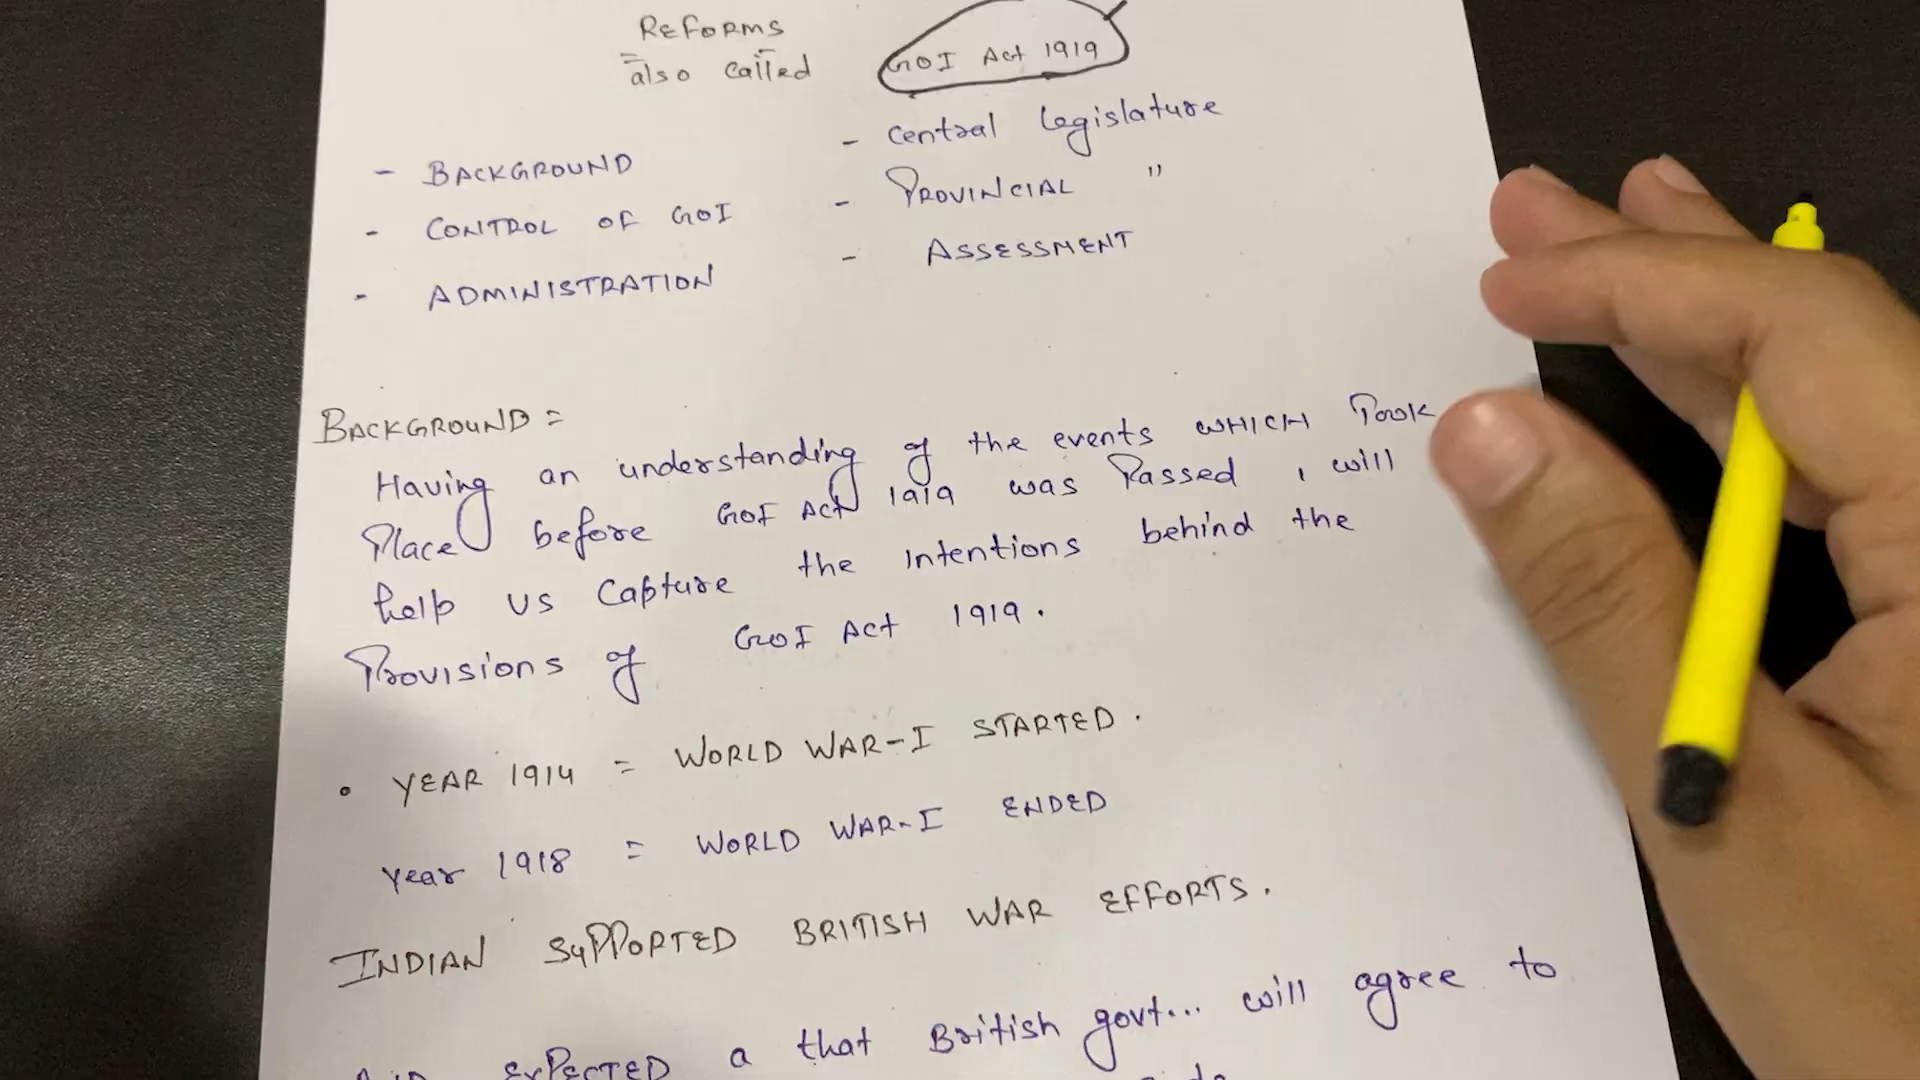 REFORMS
also called GOI Act 1919
- BACKGROUND
- CONTROL OF GOI
- ADMINISTRATION
- Central Legislature
- PROVINCIAL "
- ASSESSMENT
BACKGROUND =
Having an understanding of the events WHICH Took
Place before GOI Act 1919 was Passed, will
help us Capture the Intentions behind the
Provisions of GOI Act 1919.
• YEAR 1914 = WORLD WAR-I STARTED.
Year 1918 = WORLD WAR-I ENDED
INDIAN SUPPORTED BRITISH WAR EFFORTS.
EXPECTED a that British govt... will agree to